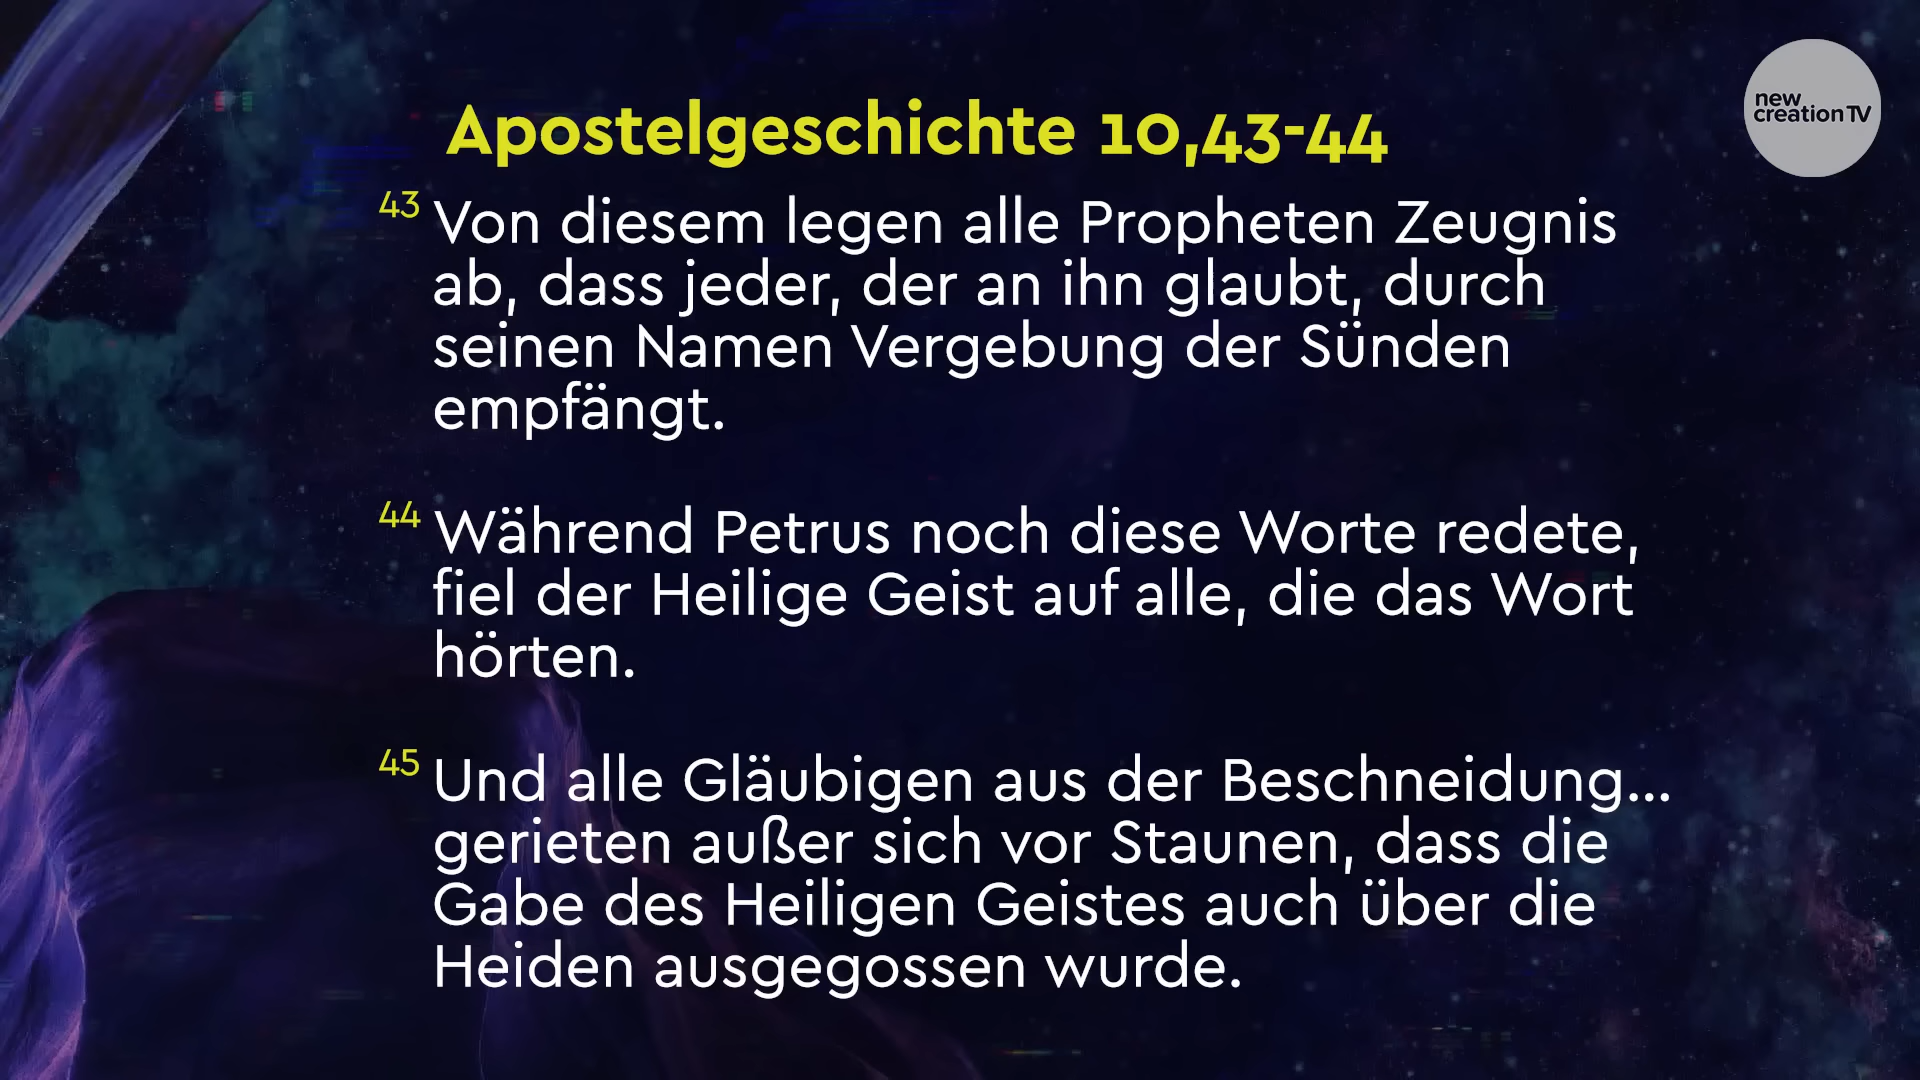 new
creation TV
Apostelgeschichte 10,43-44
43 Von diesem legen alle Propheten Zeugnis
ab, dass jeder, der an ihn glaubt, durch
seinen Namen Vergebung der Sünden
empfängt.
44 Während Petrus noch diese Worte redete,
fiel der Heilige Geist auf alle, die das Wort
hörten.
45 Und alle Gläubigen aus der Beschneidung...
gerieten außer sich vor Staunen, dass die
Gabe des Heiligen Geistes auch über die
Heiden ausgegossen wurde.